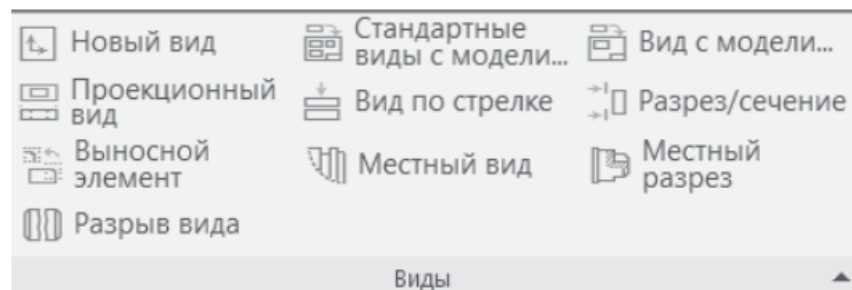 Новый вид
Стандартные
виды с модели...
Вид с модели...
Проекционный
вид
Вид по стрелке
Разрез/сечение
Выносной
элемент
Местный вид
Местный
разрез
Разрыв вида
Виды